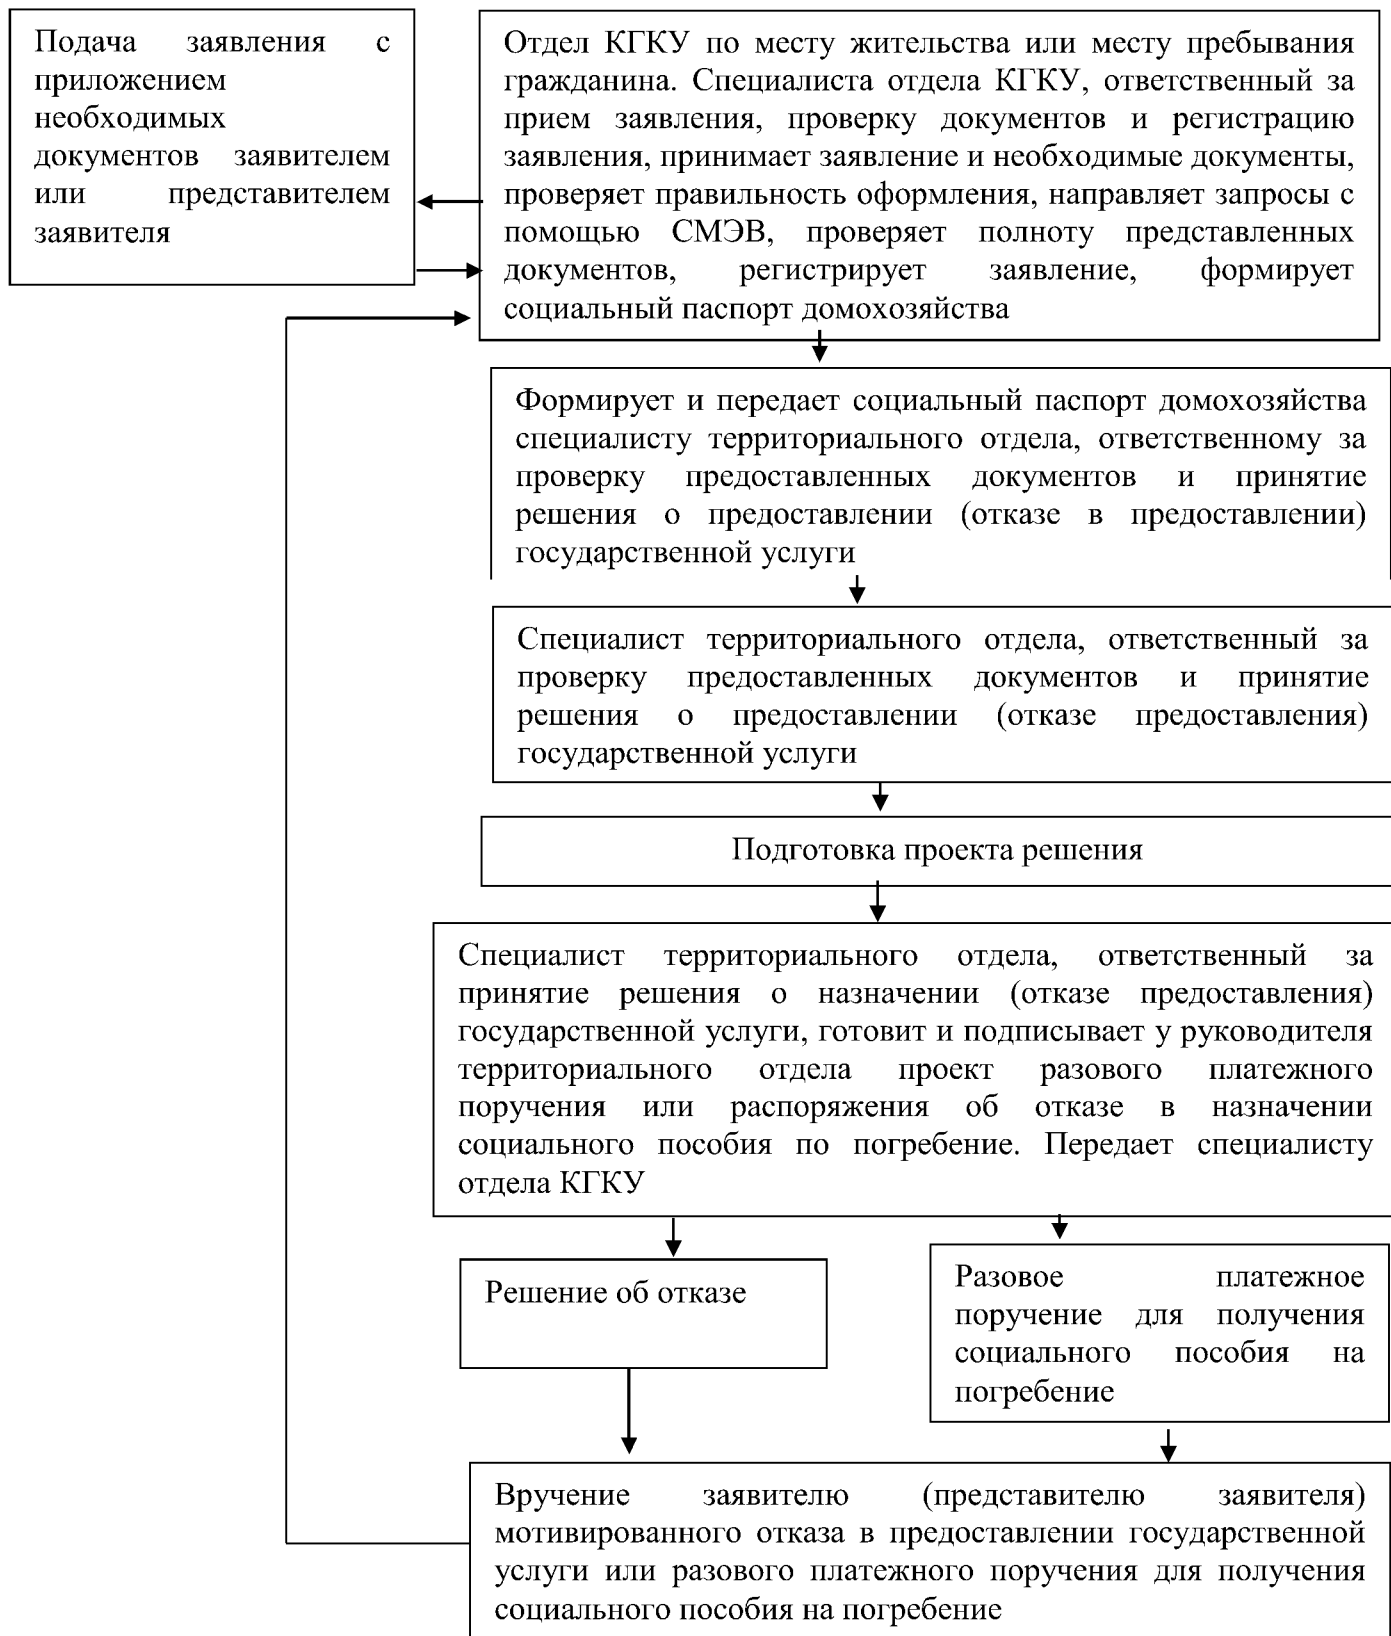 Подача заявления с
приложением
необходимых
документов заявителем
или представителем
заявителя
Отдел КГКУ по месту жительства или месту пребывания
гражданина. Специалиста отдела КГКУ, ответственный за
прием заявления, проверку документов и регистрацию
заявления, принимает заявление и необходимые документы,
проверяет правильность оформления, направляет запросы с
помощью СМЭВ, проверяет полноту представленных
документов, регистрирует заявление, формирует
социальный паспорт домохозяйства
Формирует и передает социальный паспорт домохозяйства
специалисту территориального отдела, ответственному за
проверку предоставленных документов и принятие
решения о предоставлении (отказе в предоставлении)
государственной услуги
Специалист территориального отдела, ответственный за
проверку предоставленных документов и принятие
решения о предоставлении (отказе предоставления)
государственной услуги
Подготовка проекта решения
Специалист территориального отдела, ответственный за
принятие решения о назначении (отказе предоставления)
государственной услуги, готовит и подписывает у руководителя
территориального отдела проект разового платежного
поручения или распоряжения об отказе в назначении
социального пособия по погребение. Передает специалисту
отдела КГКУ
Решение об отказе
Разовое платежное
поручение для получения
социального пособия на
погребение
Вручение заявителю (представителю заявителя)
мотивированного отказа в предоставлении государственной
услуги или разового платежного поручения для получения
социального пособия на погребение